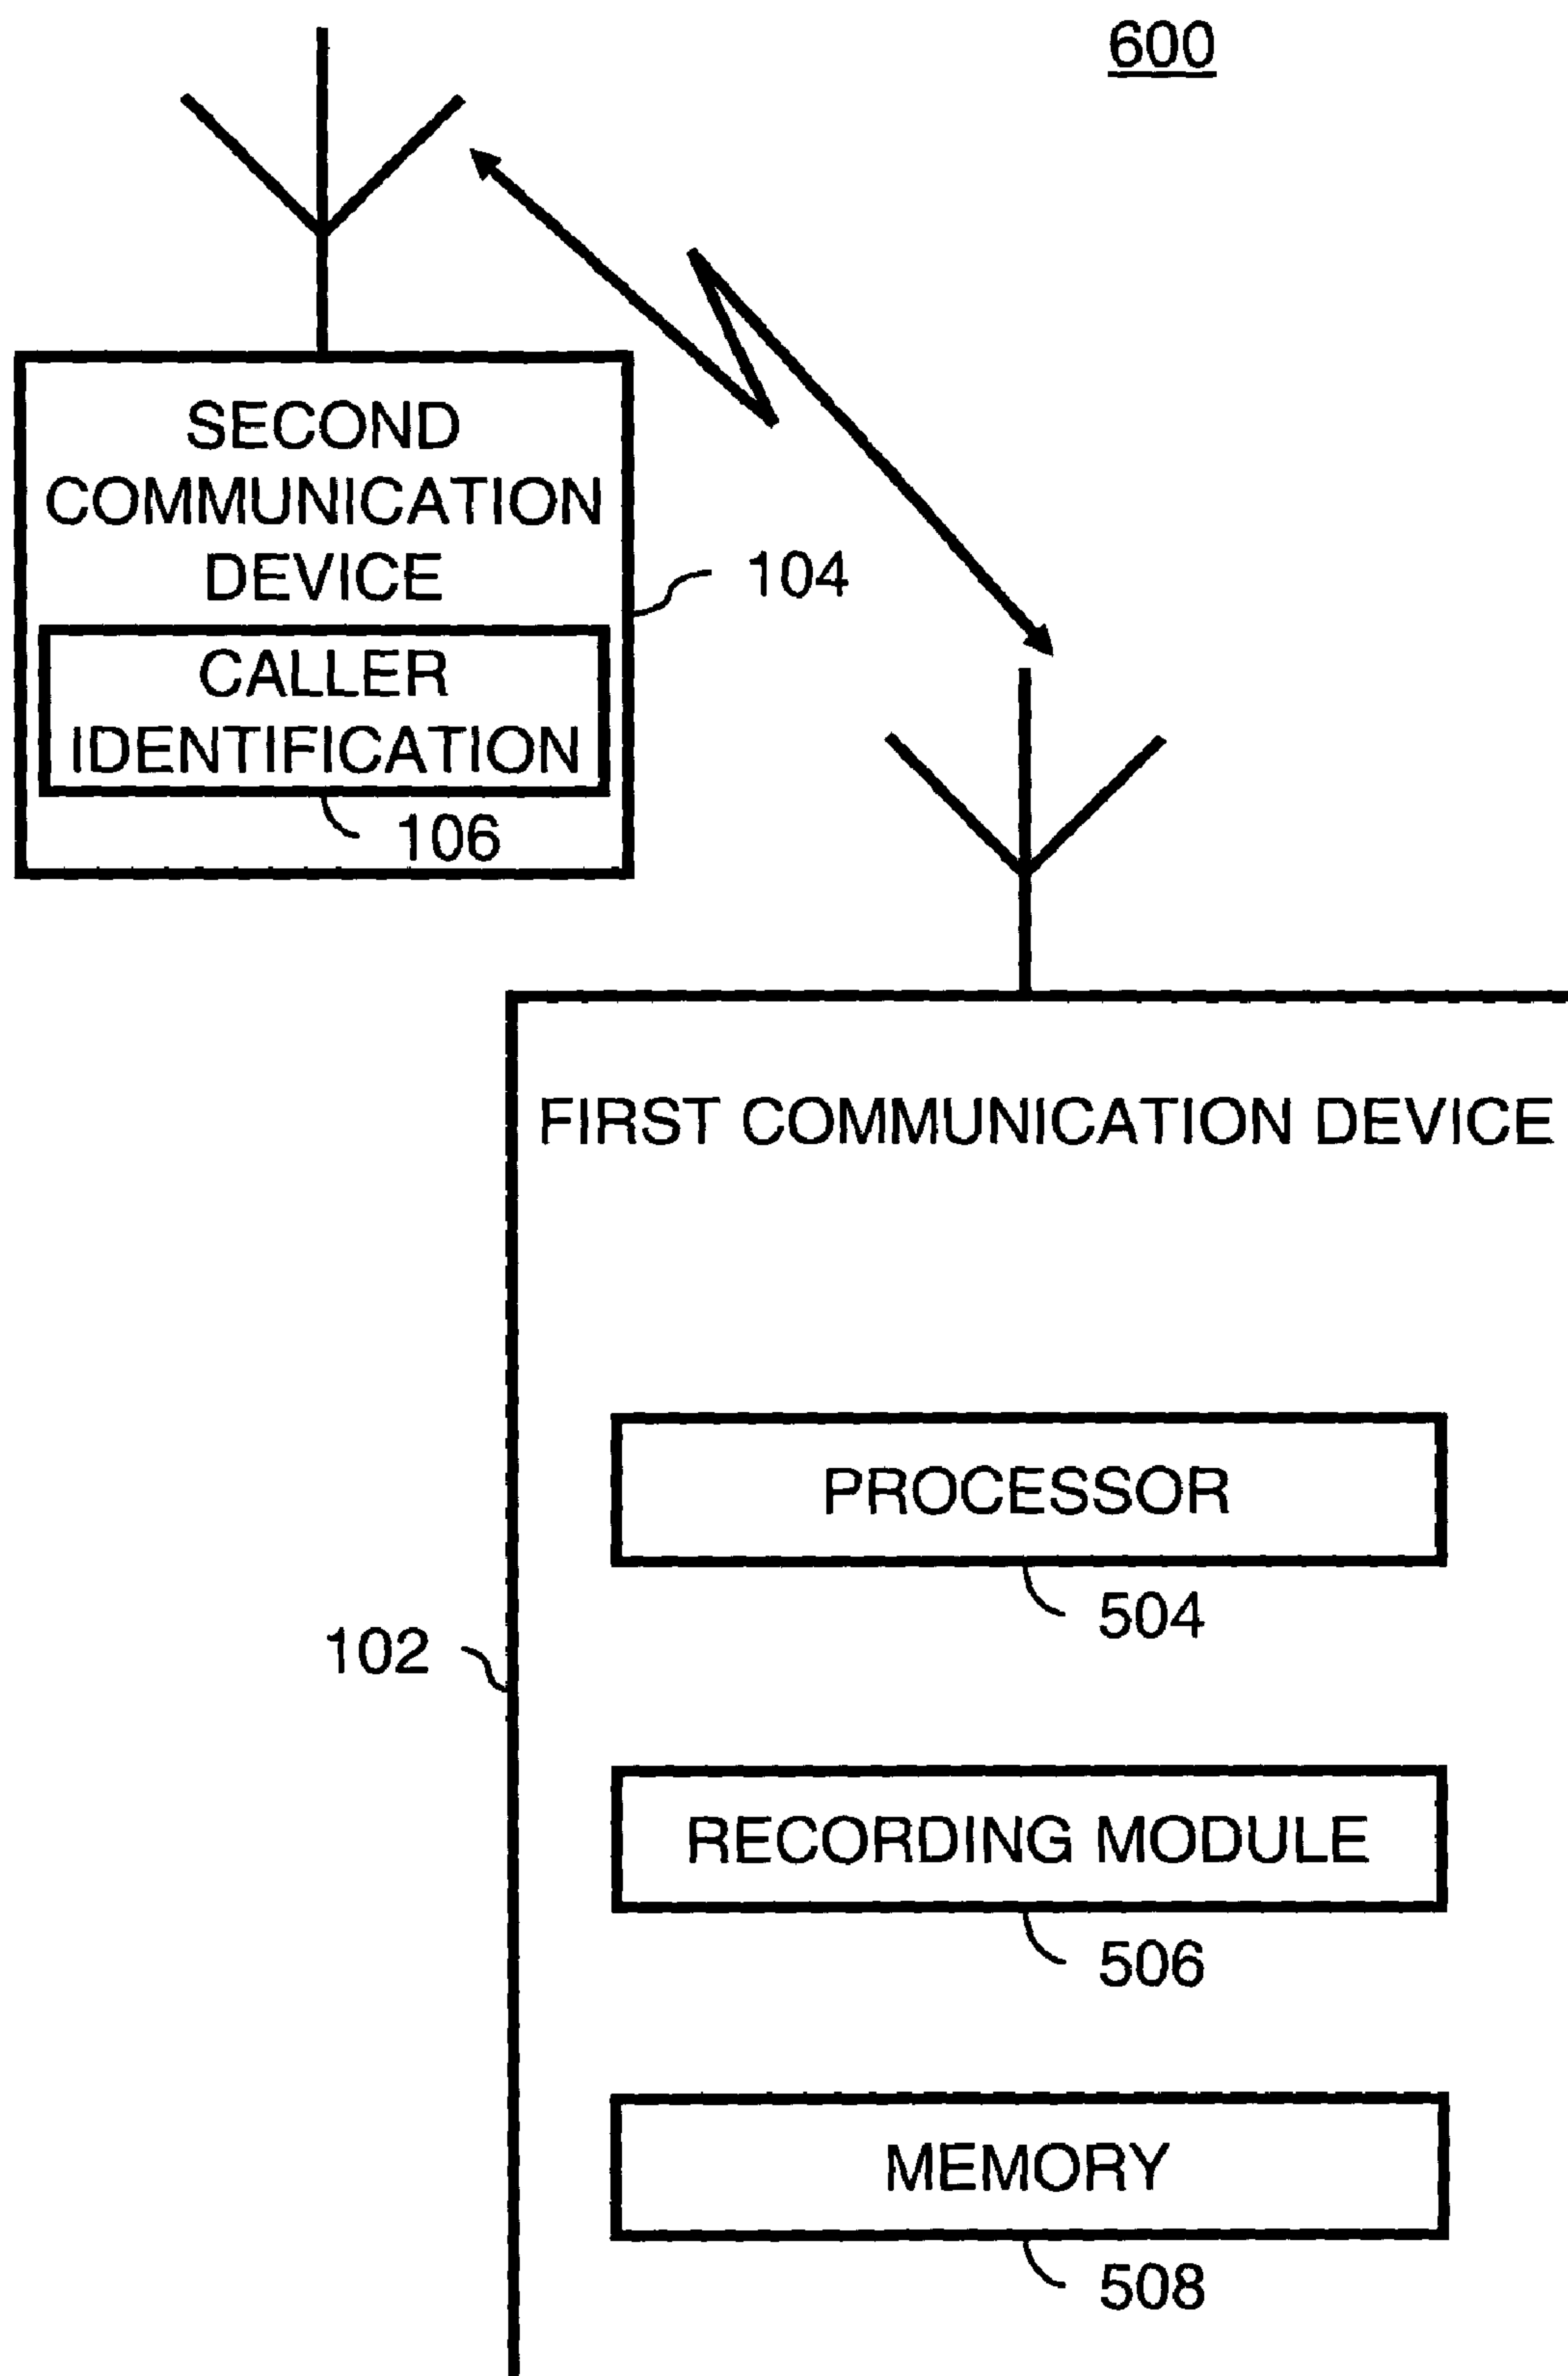 600
SECOND
COMMUNICATION
DEVICE
104
CALLER
IDENTIFICATION
106
FIRST COMMUNICATION DEVICE
PROCESSOR
504
102
RECORDING MODULE
506
MEMORY
508